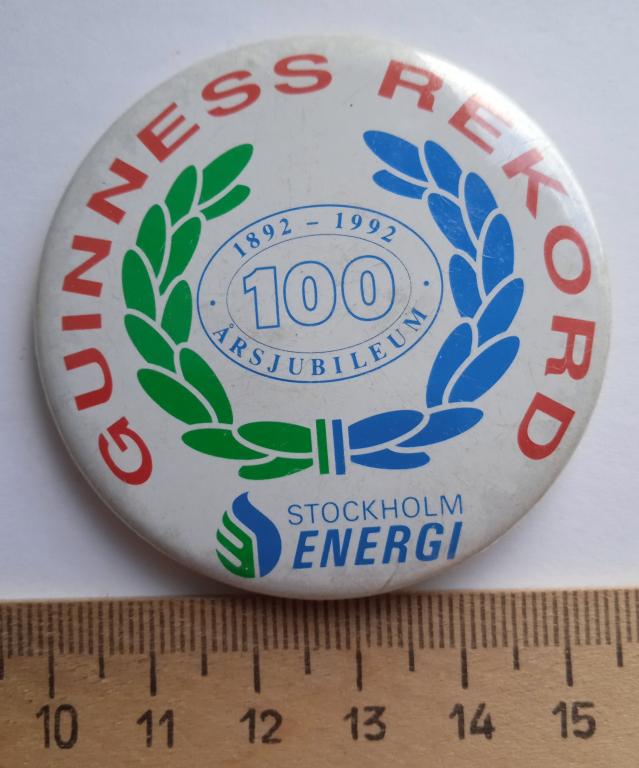 GUINNESS REKORD
1892 – 1992
100
· ÅRSJUBILEUM ·
STOCKHOLM
ENERGI
10 11 12 13 14 15